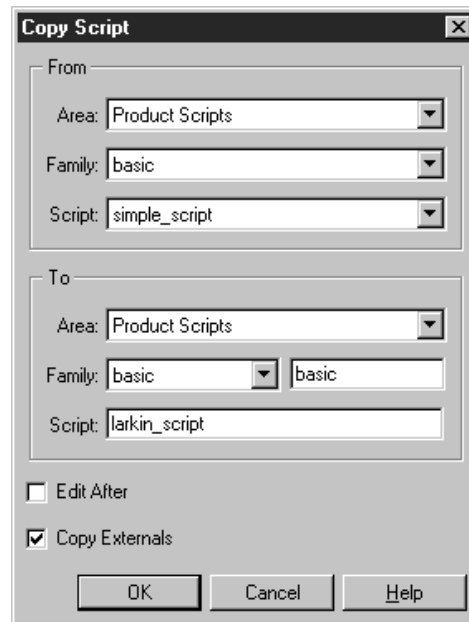 Copy Script
From
Area: Product Scripts
Family: basic
Script: simple_script
To
Area: Product Scripts
Family: basic basic
Script: larkin_script
Edit After
Copy Externals
OK Cancel Help